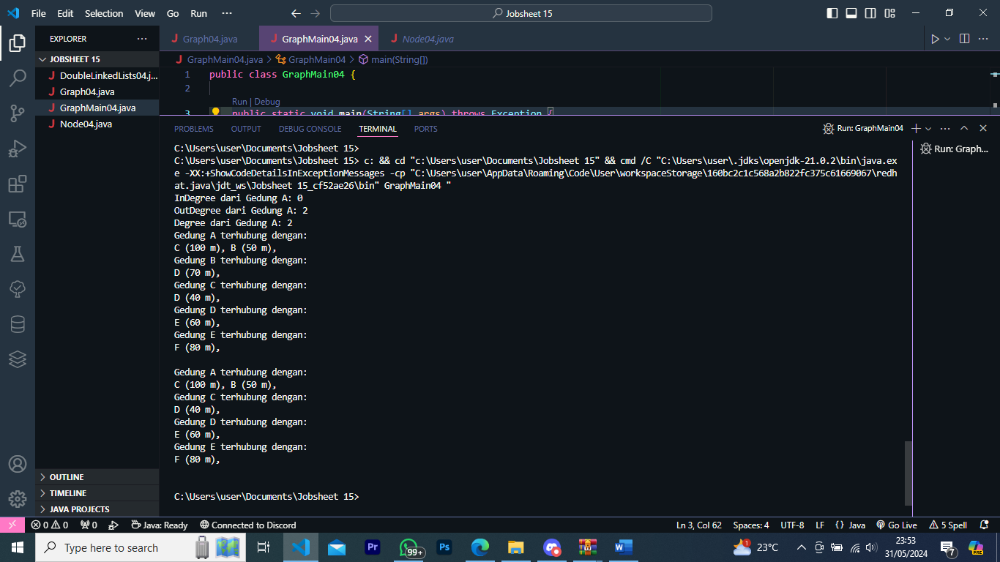 File Edit Selection View Go Run ··· Jobsheet 15
EXPLORER ···
JOBSHEET 15
DoubleLinkedLists04.j...
Graph04.java
GraphMain04.java
Node04.java
OUTLINE
TIMELINE
JAVA PROJECTS
Graph04.java GraphMain04.java Node04.java
GraphMain04.java > GraphMain04 > main(String[])
1 public class GraphMain04 {
2
Run | Debug
3 public static void main(String[] args) throws Exception {
PROBLEMS OUTPUT DEBUG CONSOLE TERMINAL PORTS Run: GraphMain04
Run: Graph...
C:\Users\user\Documents\Jobsheet 15>
C:\Users\user\Documents\Jobsheet 15> c: && cd "c:\Users\user\Documents\Jobsheet 15" && cmd /C "C:\Users\user\.jdks\openjdk-21.0.2\bin\java.ex
e -XX:+ShowCodeDetailsInExceptionMessages -cp "C:\Users\user\AppData\Roaming\Code\User\workspaceStorage\160bc2c1c568a2b822fc375c61669067\redh
at.java\jdt_ws\Jobsheet 15_cf52ae26\bin" GraphMain04 "
InDegree dari Gedung A: 0
OutDegree dari Gedung A: 2
Degree dari Gedung A: 2
Gedung A terhubung dengan:
C (100 m), B (50 m),
Gedung B terhubung dengan:
D (70 m),
Gedung C terhubung dengan:
D (40 m),
Gedung D terhubung dengan:
E (60 m),
Gedung E terhubung dengan:
F (80 m),
Gedung A terhubung dengan:
C (100 m), B (50 m),
Gedung C terhubung dengan:
D (40 m),
Gedung D terhubung dengan:
E (60 m),
Gedung E terhubung dengan:
F (80 m),
C:\Users\user\Documents\Jobsheet 15>
0 0 0 Java: Ready Connected to Discord Ln 3, Col 62 Spaces: 4 UTF-8 LF {} Java Go Live 5 Spell
Type here to search Pr 99+ Ps 1 23°C 23:53 7 PRE
31/05/2024